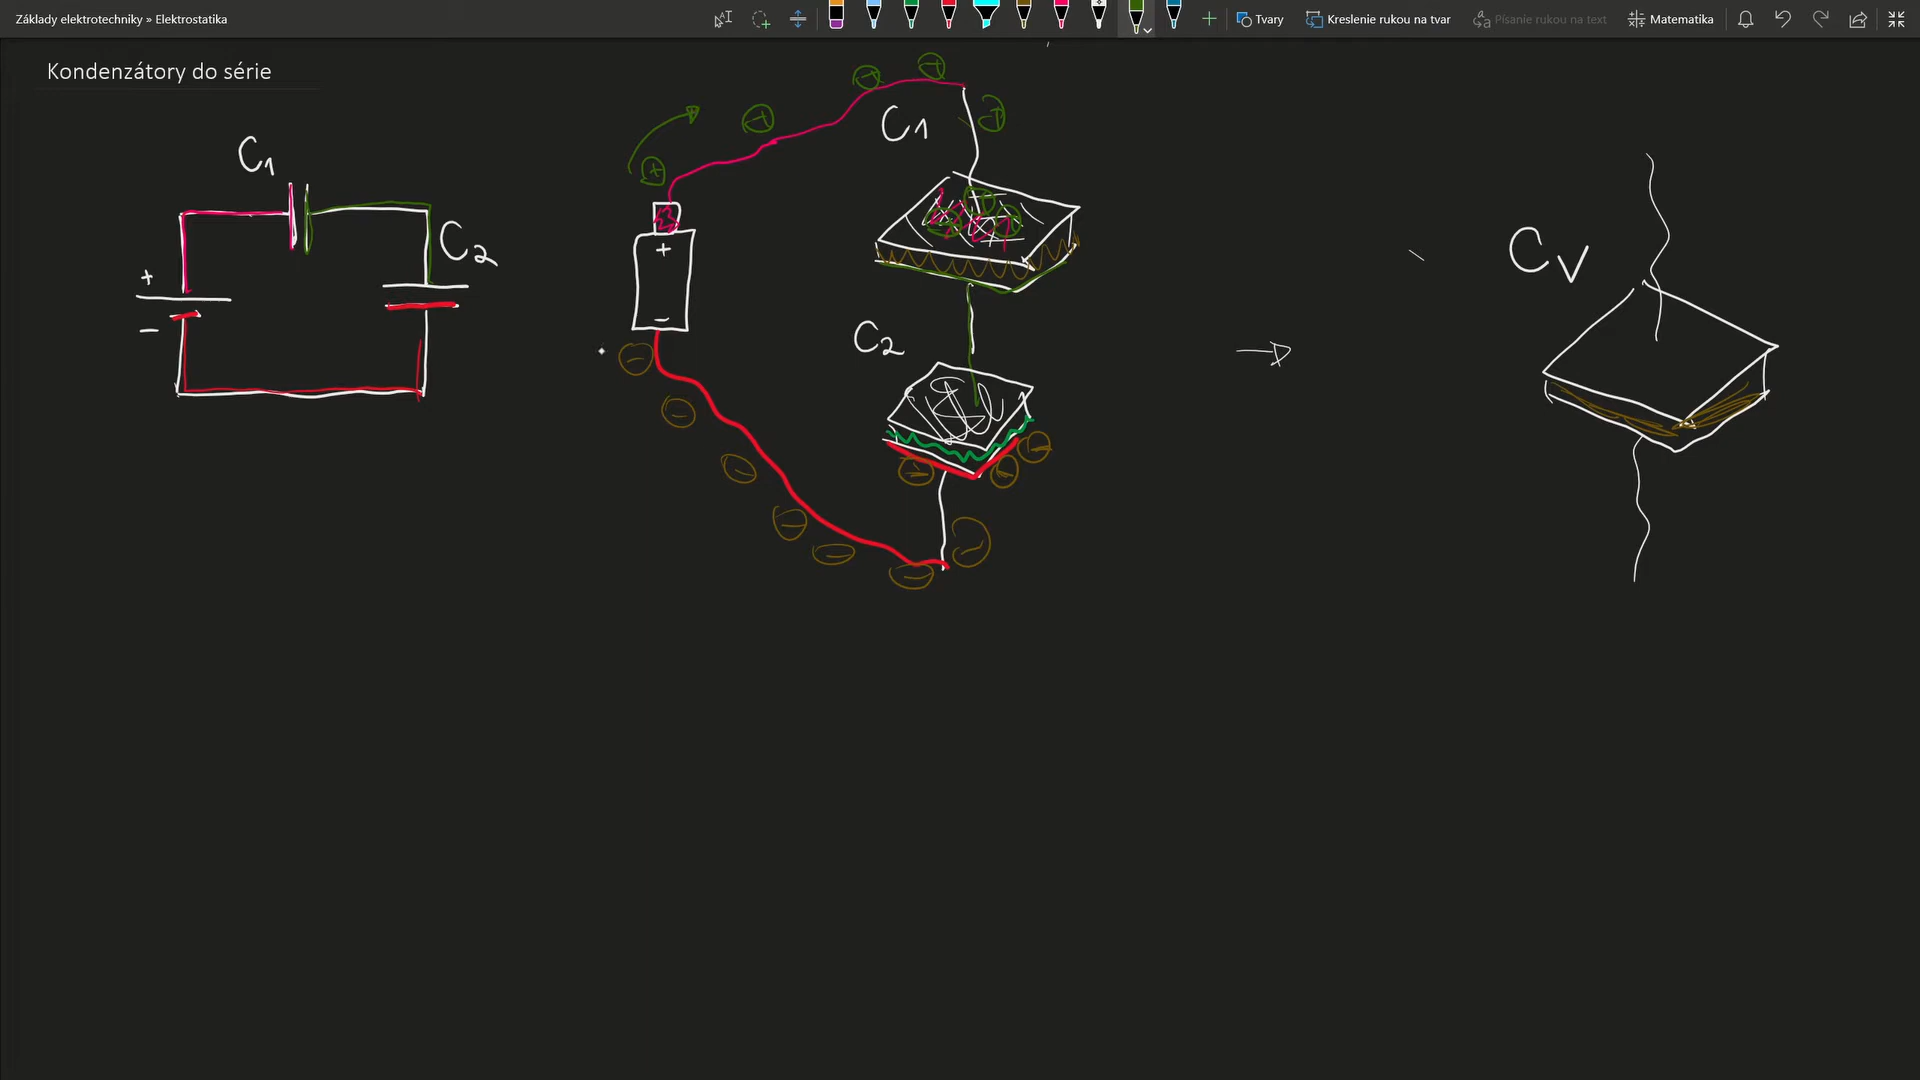 Základy elektrotechniky » Elektrostatika
Tvary
Kreslenie rukou na tvar
Písanie rukou na text
Matematika
Kondenzátory do série
C1
C2
+
−
+
−
C1
C2
+
+
+
+
+
−
−
−
−
−
−
−
−
−
−
CV